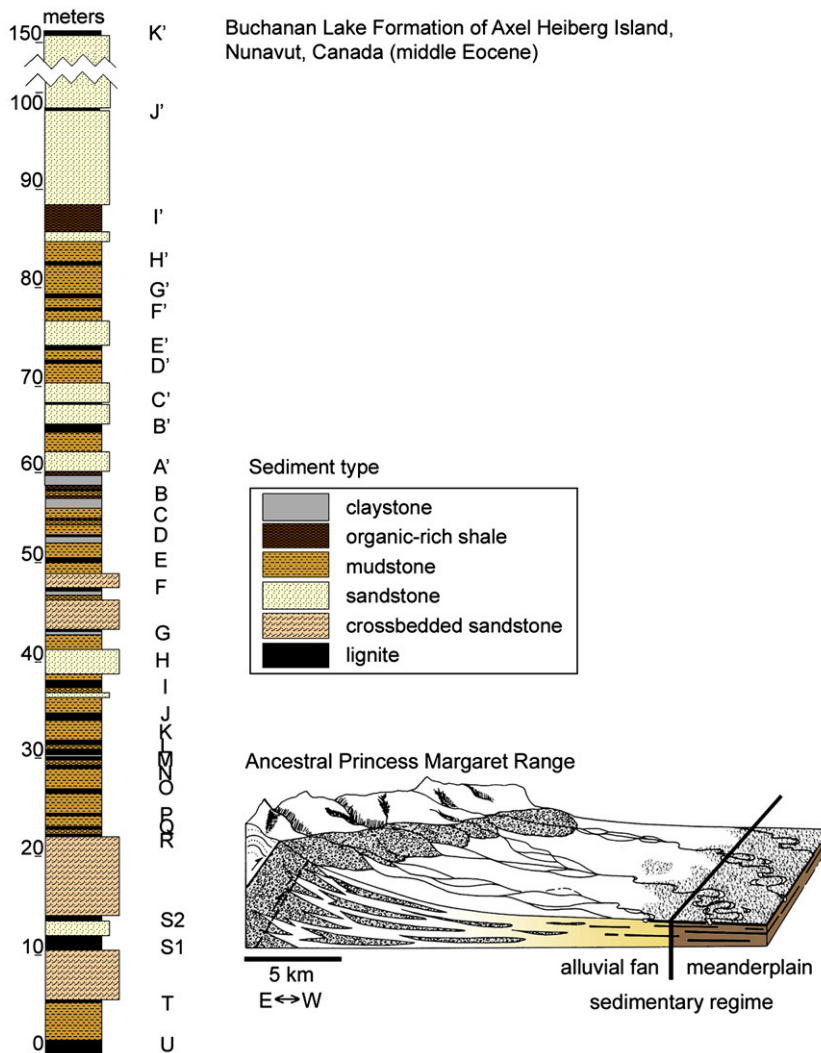 meters
Buchanan Lake Formation of Axel Heiberg Island,
Nunavut, Canada (middle Eocene)
150
K’
100
J’
90
I’
H’
80
G’
F’
E’
D’
70
C’
B’
60
A’
B
C
D
50
E
F
G
40
H
I
J
K
L
30
M
N
O
P
Q
20
R
S2
10
S1
T
0
U
Sediment type
claystone
organic-rich shale
mudstone
sandstone
crossbedded sandstone
lignite
Ancestral Princess Margaret Range
5 km
E↔W
alluvial fan
meanderplain
sedimentary regime